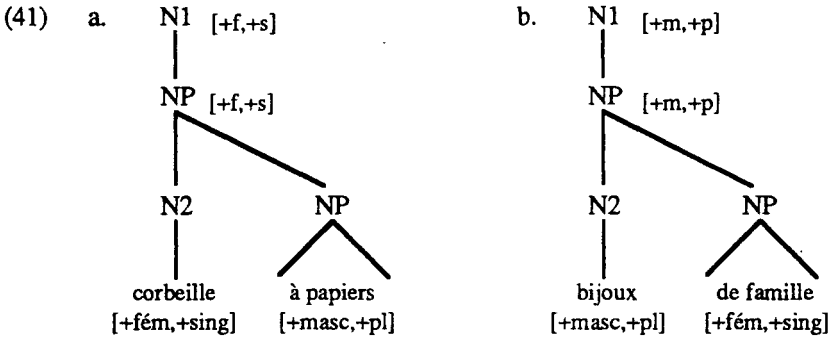 (41) a. N1 [+f,+s] b. N1 [+m,+p]
NP [+f,+s] NP [+m,+p]
N2 NP N2 NP
corbeille à papiers bijoux de famille
[+fém,+sing] [+masc,+pl] [+masc,+pl] [+fém,+sing]